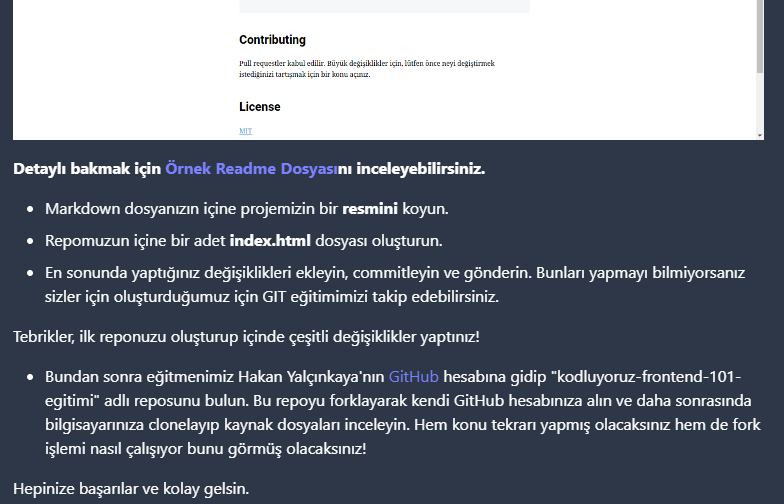 Contributing
Pull requestler kabul edilir. Büyük değişiklikler için, lütfen önce neyi değiştirmek
istediğinizi tartışmak için bir konu açınız.
License
MIT
Detaylı bakmak için Örnek Readme Dosyasını inceleyebilirsiniz.
• Markdown dosyanızın içine projemizin bir resmini koyun.
• Repomuzun içine bir adet index.html dosyası oluşturun.
• En sonunda yaptığınız değişiklikleri ekleyin, commitleyin ve gönderin. Bunları yapmayı bilmiyorsanız
sizler için oluşturduğumuz için GIT eğitimimizi takip edebilirsiniz.
Tebrikler, ilk reponuzu oluşturup içinde çeşitli değişiklikler yaptınız!
• Bundan sonra eğitmenimiz Hakan Yalçınkaya'nın GitHub hesabına gidip "kodluyoruz-frontend-101-
egitimi" adlı reposunu bulun. Bu repoyu forklayarak kendi GitHub hesabınıza alın ve daha sonrasında
bilgisayarınıza clonelayıp kaynak dosyaları inceleyin. Hem konu tekrarı yapmış olacaksınız hem de fork
işlemi nasıl çalışıyor bunu görmüş olacaksınız!
Hepinize başarılar ve kolay gelsin.